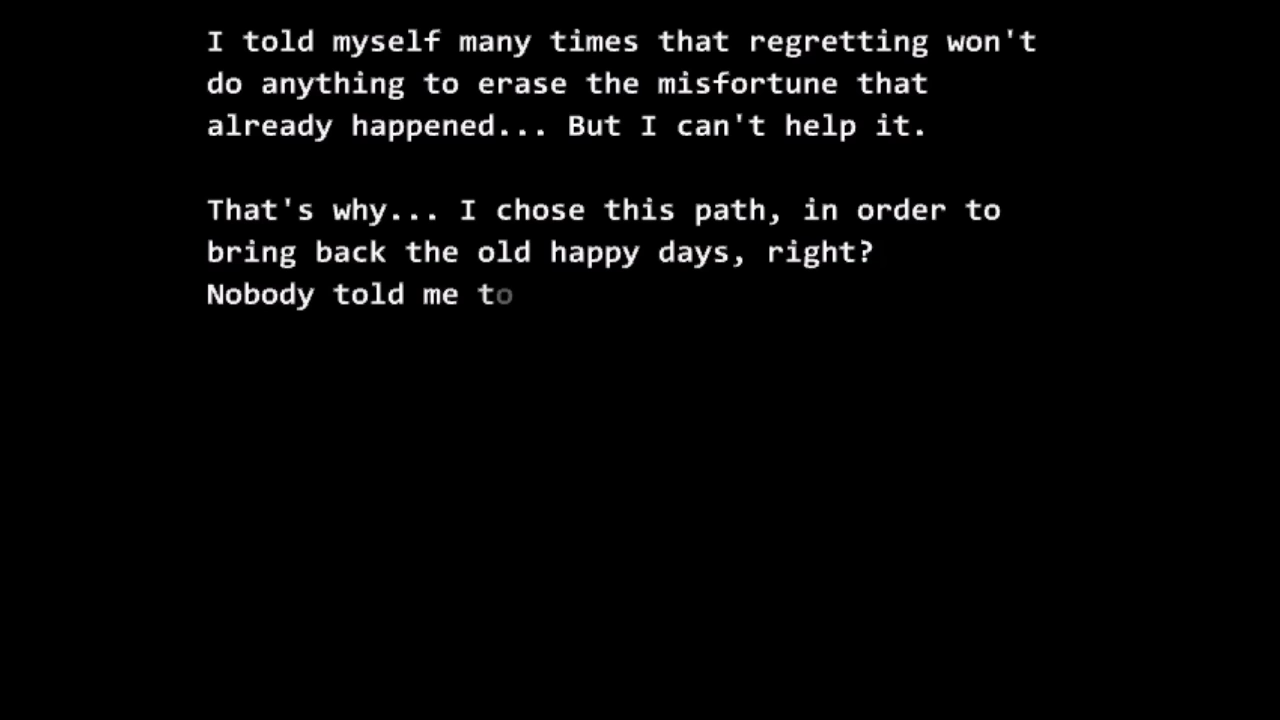 I told myself many times that regretting won't
do anything to erase the misfortune that
already happened... But I can't help it.
That's why... I chose this path, in order to
bring back the old happy days, right?
Nobody told me to